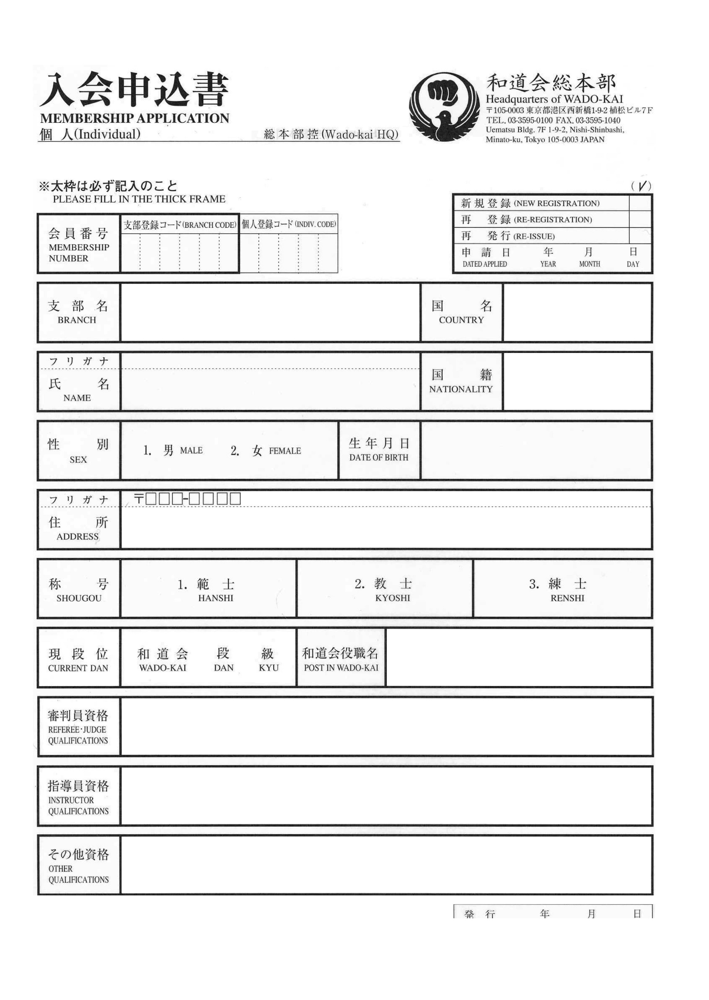 入会申込書
MEMBERSHIP APPLICATION
個 人(Individual)
総本部控(Wado-kai HQ)
和道会総本部
Headquarters of WADO-KAI
〒105-0003 東京都港区西新橋1-9-2 植松ビル7F
TEL. 03-3595-0100 FAX. 03-3595-1040
Uematsu Bldg. 7F 1-9-2, Nishi-Shinbashi,
Minato-ku, Tokyo 105-0003 JAPAN
※太枠は必ず記入のこと
PLEASE FILL IN THE THICK FRAME
(✓)
新規登録 (NEW REGISTRATION)
再 登録 (RE-REGISTRATION)
再 発行 (RE-ISSUE)
申 請 日 年 月 日
DATED APPLIED YEAR MONTH DAY
会員番号
MEMBERSHIP
NUMBER
支部登録コード(BRANCH CODE)
個人登録コード(INDIV. CODE)
支 部 名
BRANCH
国 名
COUNTRY
フリガナ
氏 名
NAME
国 籍
NATIONALITY
性 別
SEX
1. 男 MALE 2. 女 FEMALE
生年月日
DATE OF BIRTH
フリガナ
〒□□□-□□□□
住 所
ADDRESS
称 号
SHOUGOU
1. 範 士
HANSHI
2. 教 士
KYOSHI
3. 練 士
RENSHI
現 段 位
CURRENT DAN
和道会 段 級
WADO-KAI DAN KYU
和道会役職名
POST IN WADO-KAI
審判員資格
REFEREE・JUDGE
QUALIFICATIONS
指導員資格
INSTRUCTOR
QUALIFICATIONS
その他資格
OTHER
QUALIFICATIONS
発 行 年 月 日